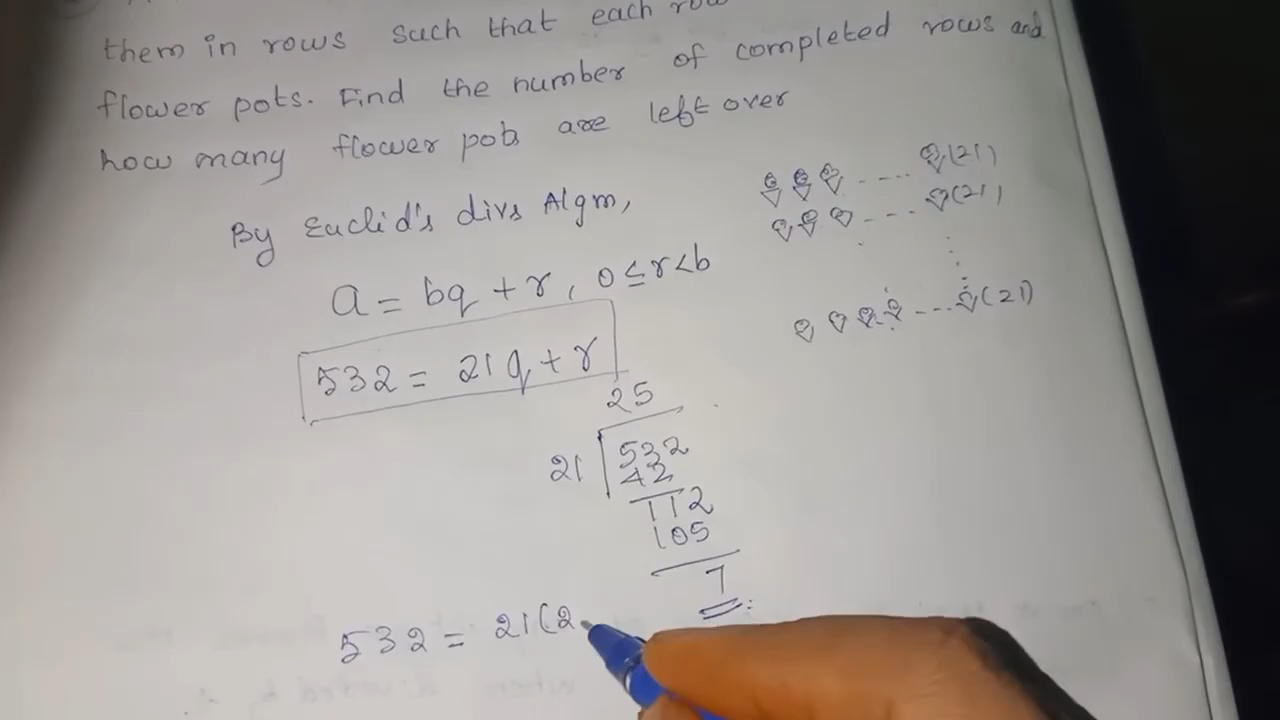 them in rows such that each row
flower pots. Find the number of completed rows and
how many flower pots are left over
By Euclid's divs Algm,
a = bq + r, 0 ≤ r < b
532 = 21q + r
.... (21)
--- (21)
--- (21)
25
21 532
42
112
105
7
532 = 21(2